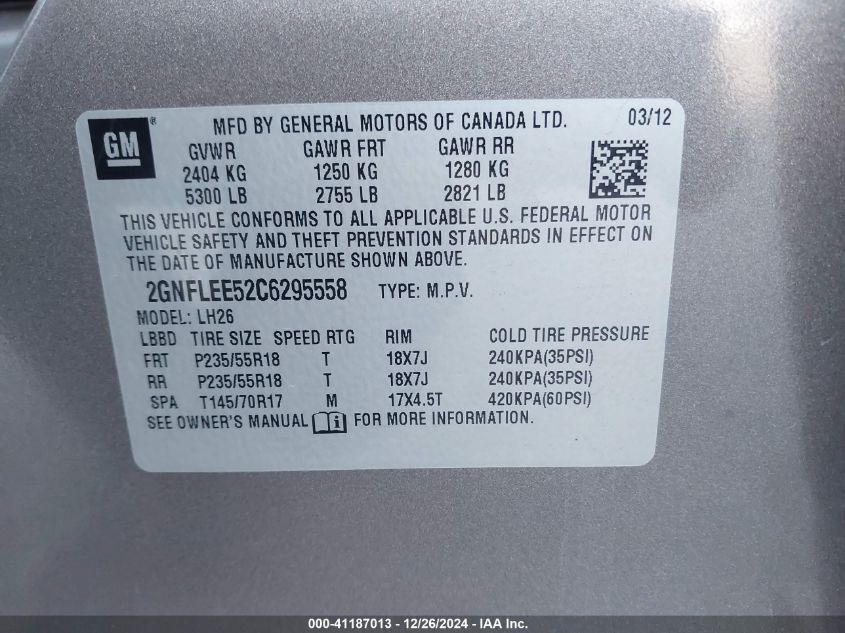 GM ® MFD BY GENERAL MOTORS OF CANADA LTD. 03/12
GVWR GAWR FRT GAWR RR
2404 KG 1250 KG 1280 KG
5300 LB 2755 LB 2821 LB
THIS VEHICLE CONFORMS TO ALL APPLICABLE U.S. FEDERAL MOTOR
VEHICLE SAFETY AND THEFT PREVENTION STANDARDS IN EFFECT ON
THE DATE OF MANUFACTURE SHOWN ABOVE.
2GNFLEE52C6295558 TYPE: M.P.V.
MODEL: LH26
LBBD TIRE SIZE SPEED RTG RIM COLD TIRE PRESSURE
FRT P235/55R18 T 18X7J 240KPA(35PSI)
RR P235/55R18 T 18X7J 240KPA(35PSI)
SPA T145/70R17 M 17X4.5T 420KPA(60PSI)
SEE OWNER'S MANUAL i FOR MORE INFORMATION.
000-41187013 - 12/26/2024 - IAA Inc.